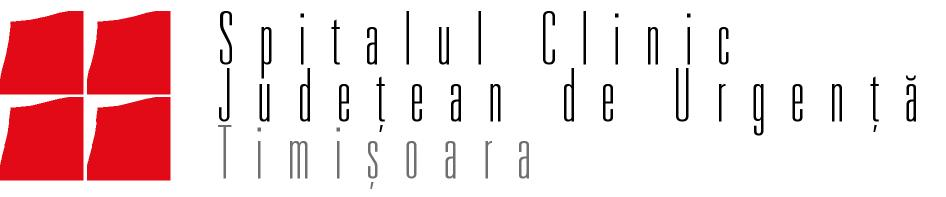 Spitalul Clinic
Județean de Urgență
Timișoara